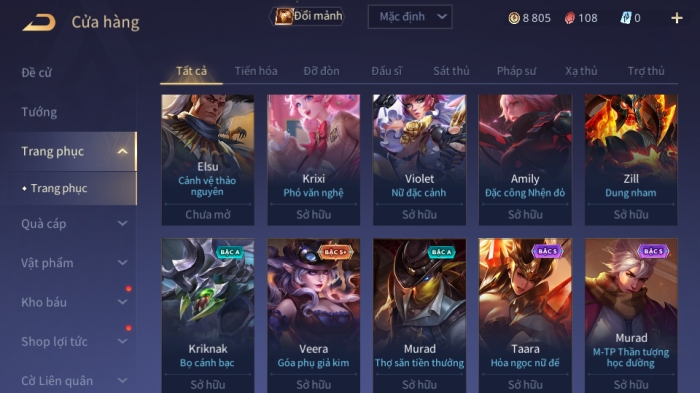 Cửa hàng
Đổi mảnh
Mặc định
8 805
108
0
Đề cử
Tướng
Trang phục
Trang phục
Quà cáp
Vật phẩm
Kho báu
Shop lợi tức
Cờ Liên quân
Tất cả
Tiến hóa
Đỡ đòn
Đấu sĩ
Sát thủ
Pháp sư
Xạ thủ
Trợ thủ
Elsu
Cảnh vệ thảo
nguyên
Chưa mở
Krixi
Phó văn nghệ
Sở hữu
Violet
Nữ đặc cảnh
Sở hữu
Amily
Đặc công Nhện đỏ
Sở hữu
Zill
Dung nham
Sở hữu
BẬC A
Kriknak
Bọ cánh bạc
Sở hữu
BẬC S+
Veera
Góa phụ giả kim
Sở hữu
BẬC A
Murad
Thợ săn tiền thưởng
Sở hữu
BẬC S
Taara
Hỏa ngọc nữ đế
Sở hữu
BẬC S
Murad
M-TP Thần tượng
học đường
Sở hữu